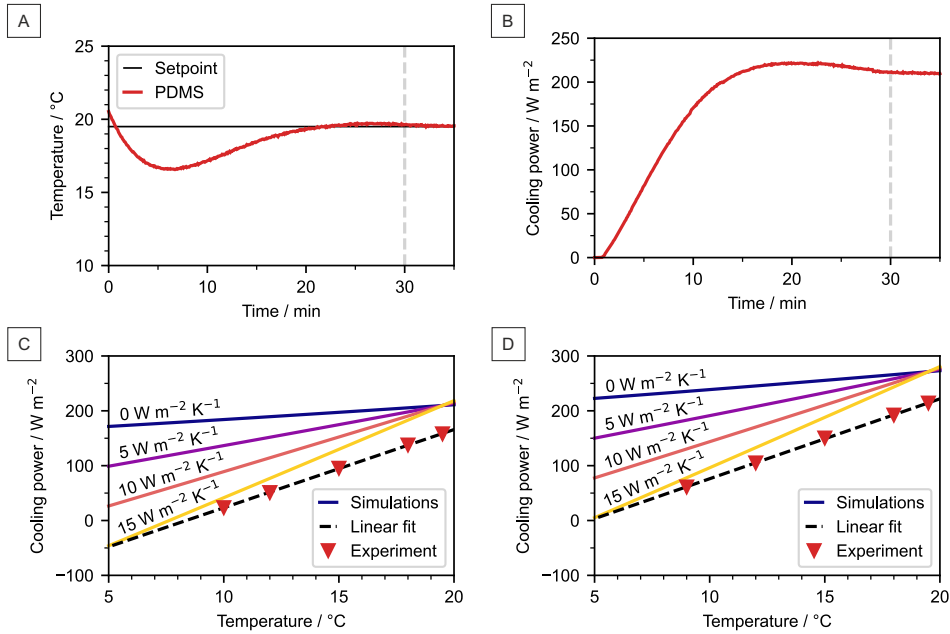 A
25
20
15
10
Temperature / °C
Setpoint
PDMS
0
10
20
30
Time / min
B
250
200
150
100
50
0
Cooling power / W m⁻²
0
10
20
30
Time / min
C
300
200
100
0
−100
Cooling power / W m⁻²
0 W m⁻² K⁻¹
5 W m⁻² K⁻¹
10 W m⁻² K⁻¹
15 W m⁻² K⁻¹
Simulations
Linear fit
Experiment
5
10
15
20
Temperature / °C
D
300
200
100
0
−100
Cooling power / W m⁻²
0 W m⁻² K⁻¹
5 W m⁻² K⁻¹
10 W m⁻² K⁻¹
15 W m⁻² K⁻¹
Simulations
Linear fit
Experiment
5
10
15
20
Temperature / °C